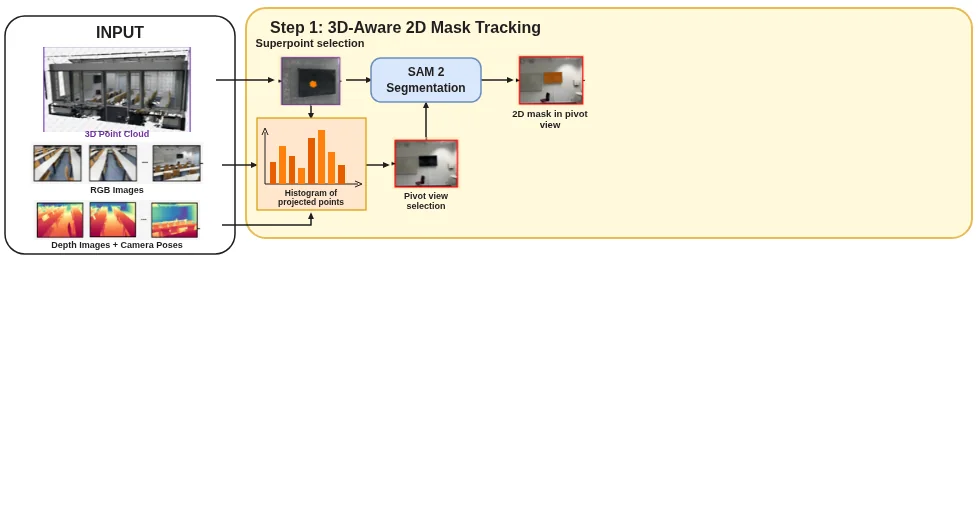 INPUT
3D Point Cloud
RGB Images
Depth Images + Camera Poses
Step 1: 3D-Aware 2D Mask Tracking
Superpoint selection
SAM 2
Segmentation
2D mask in pivot
view
Histogram of
projected points
Pivot view
selection